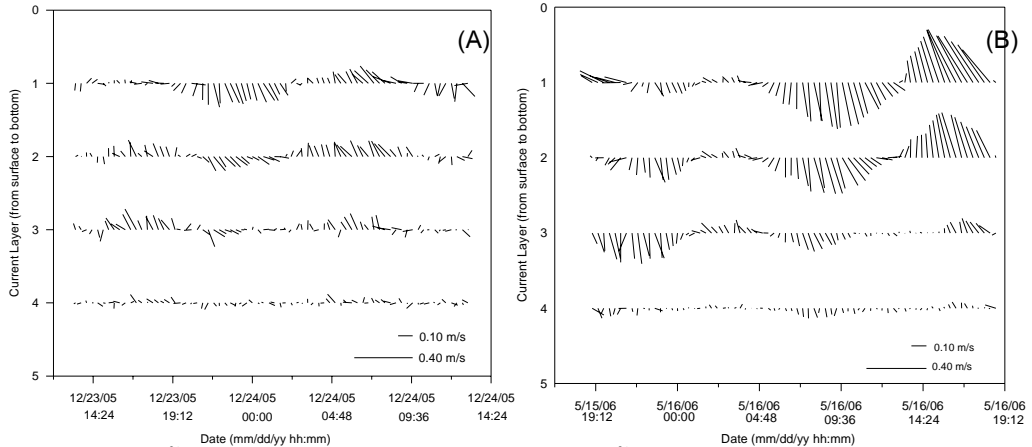 (A)
Current Layer (from surface to bottom)
0
1
2
3
4
5
0.10 m/s
0.40 m/s
12/23/05 12/23/05 12/24/05 12/24/05 12/24/05 12/24/05
14:24 19:12 00:00 04:48 09:36 14:24
Date (mm/dd/yy hh:mm)
(B)
Current Layer (from surface to bottom)
0
1
2
3
4
5
0.10 m/s
0.40 m/s
5/15/06 5/16/06 5/16/06 5/16/06 5/16/06 5/16/06
19:12 00:00 04:48 09:36 14:24 19:12
Date (mm/dd/yy hh:mm)